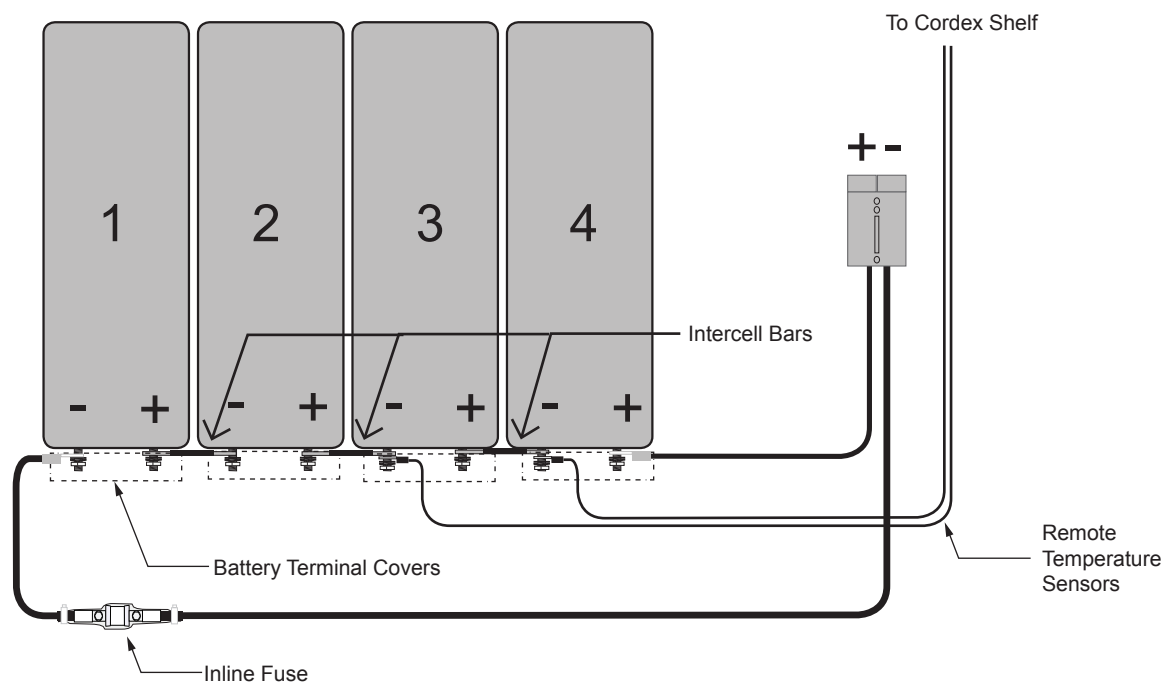 To Cordex Shelf
+ -
1 2 3 4
Intercell Bars
- + - + - + - +
Battery Terminal Covers
Remote
Temperature
Sensors
Inline Fuse